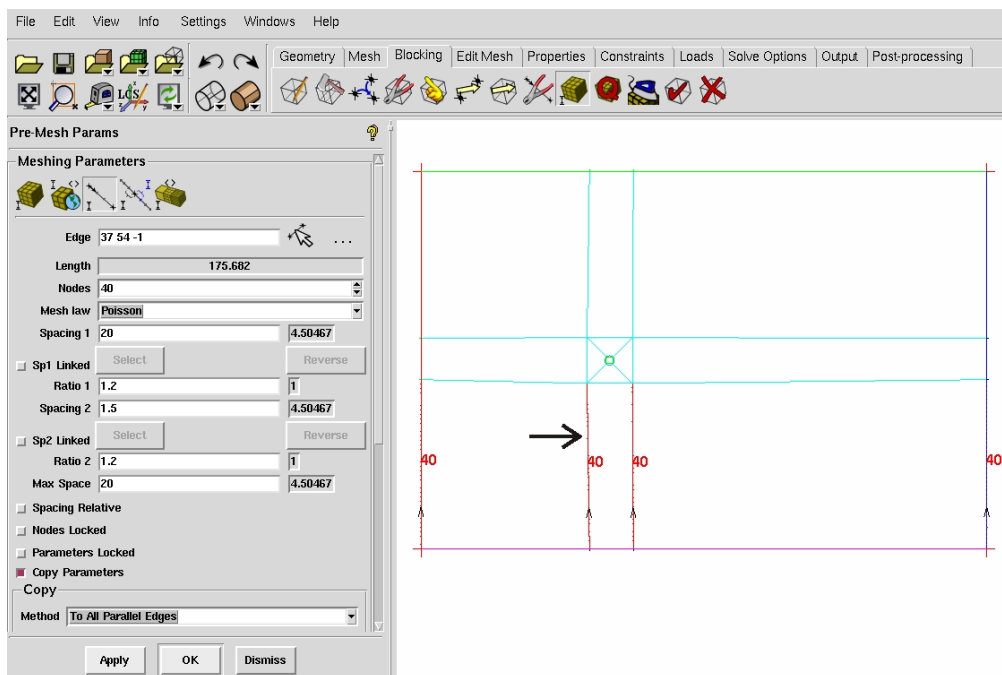 File Edit View Info Settings Windows Help
Geometry Mesh Blocking Edit Mesh Properties Constraints Loads Solve Options Output Post-processing
LCS
Pre-Mesh Params
Meshing Parameters
Edge 37 54 -1 ...
Length 175.682
Nodes 40
Mesh law Poisson
Spacing 1 20 4.50467
Sp1 Linked Select Reverse
Ratio 1 1.2 1
Spacing 2 1.5 4.50467
Sp2 Linked Select Reverse
Ratio 2 1.2 1
Max Space 20 4.50467
Spacing Relative
Nodes Locked
Parameters Locked
Copy Parameters
Copy
Method To All Parallel Edges
Apply OK Dismiss
40 40 40 40